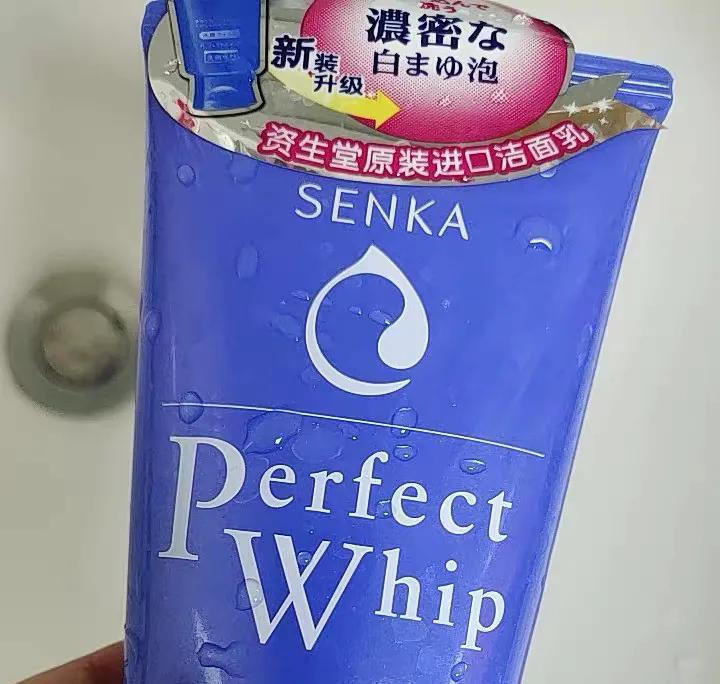 濃密な
白まゆ泡
新装
升级
资生堂原装进口洁面乳
SENKA
Perfect
Whip